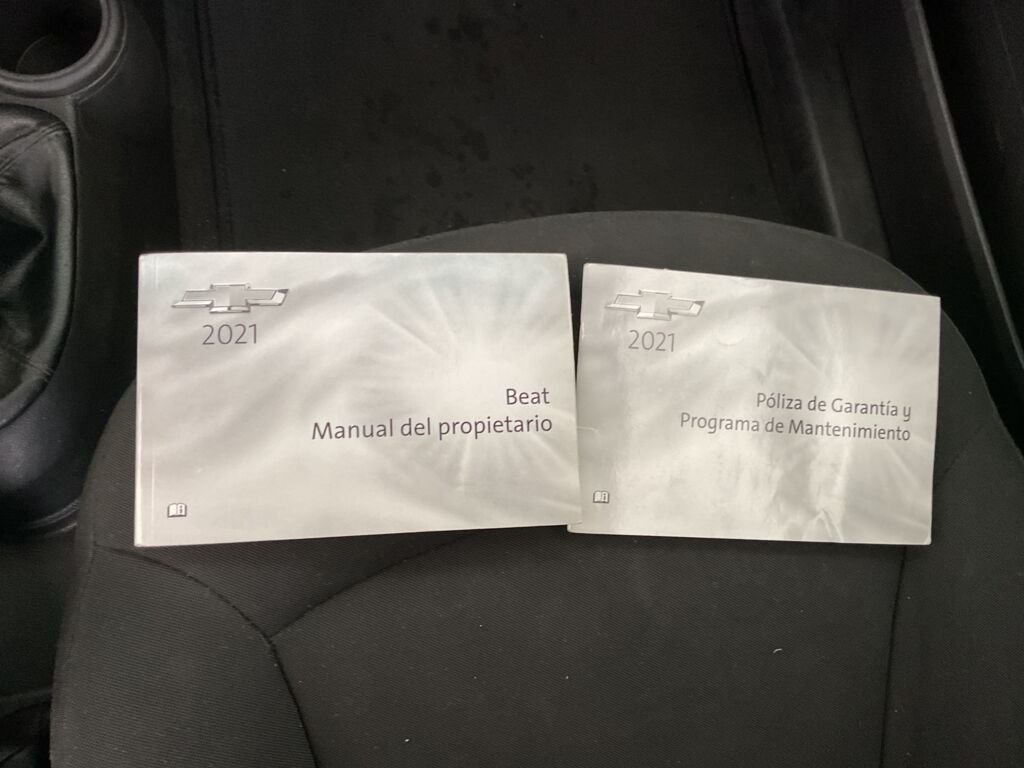 2021
Beat
Manual del propietario
2021
Póliza de Garantía y
Programa de Mantenimiento